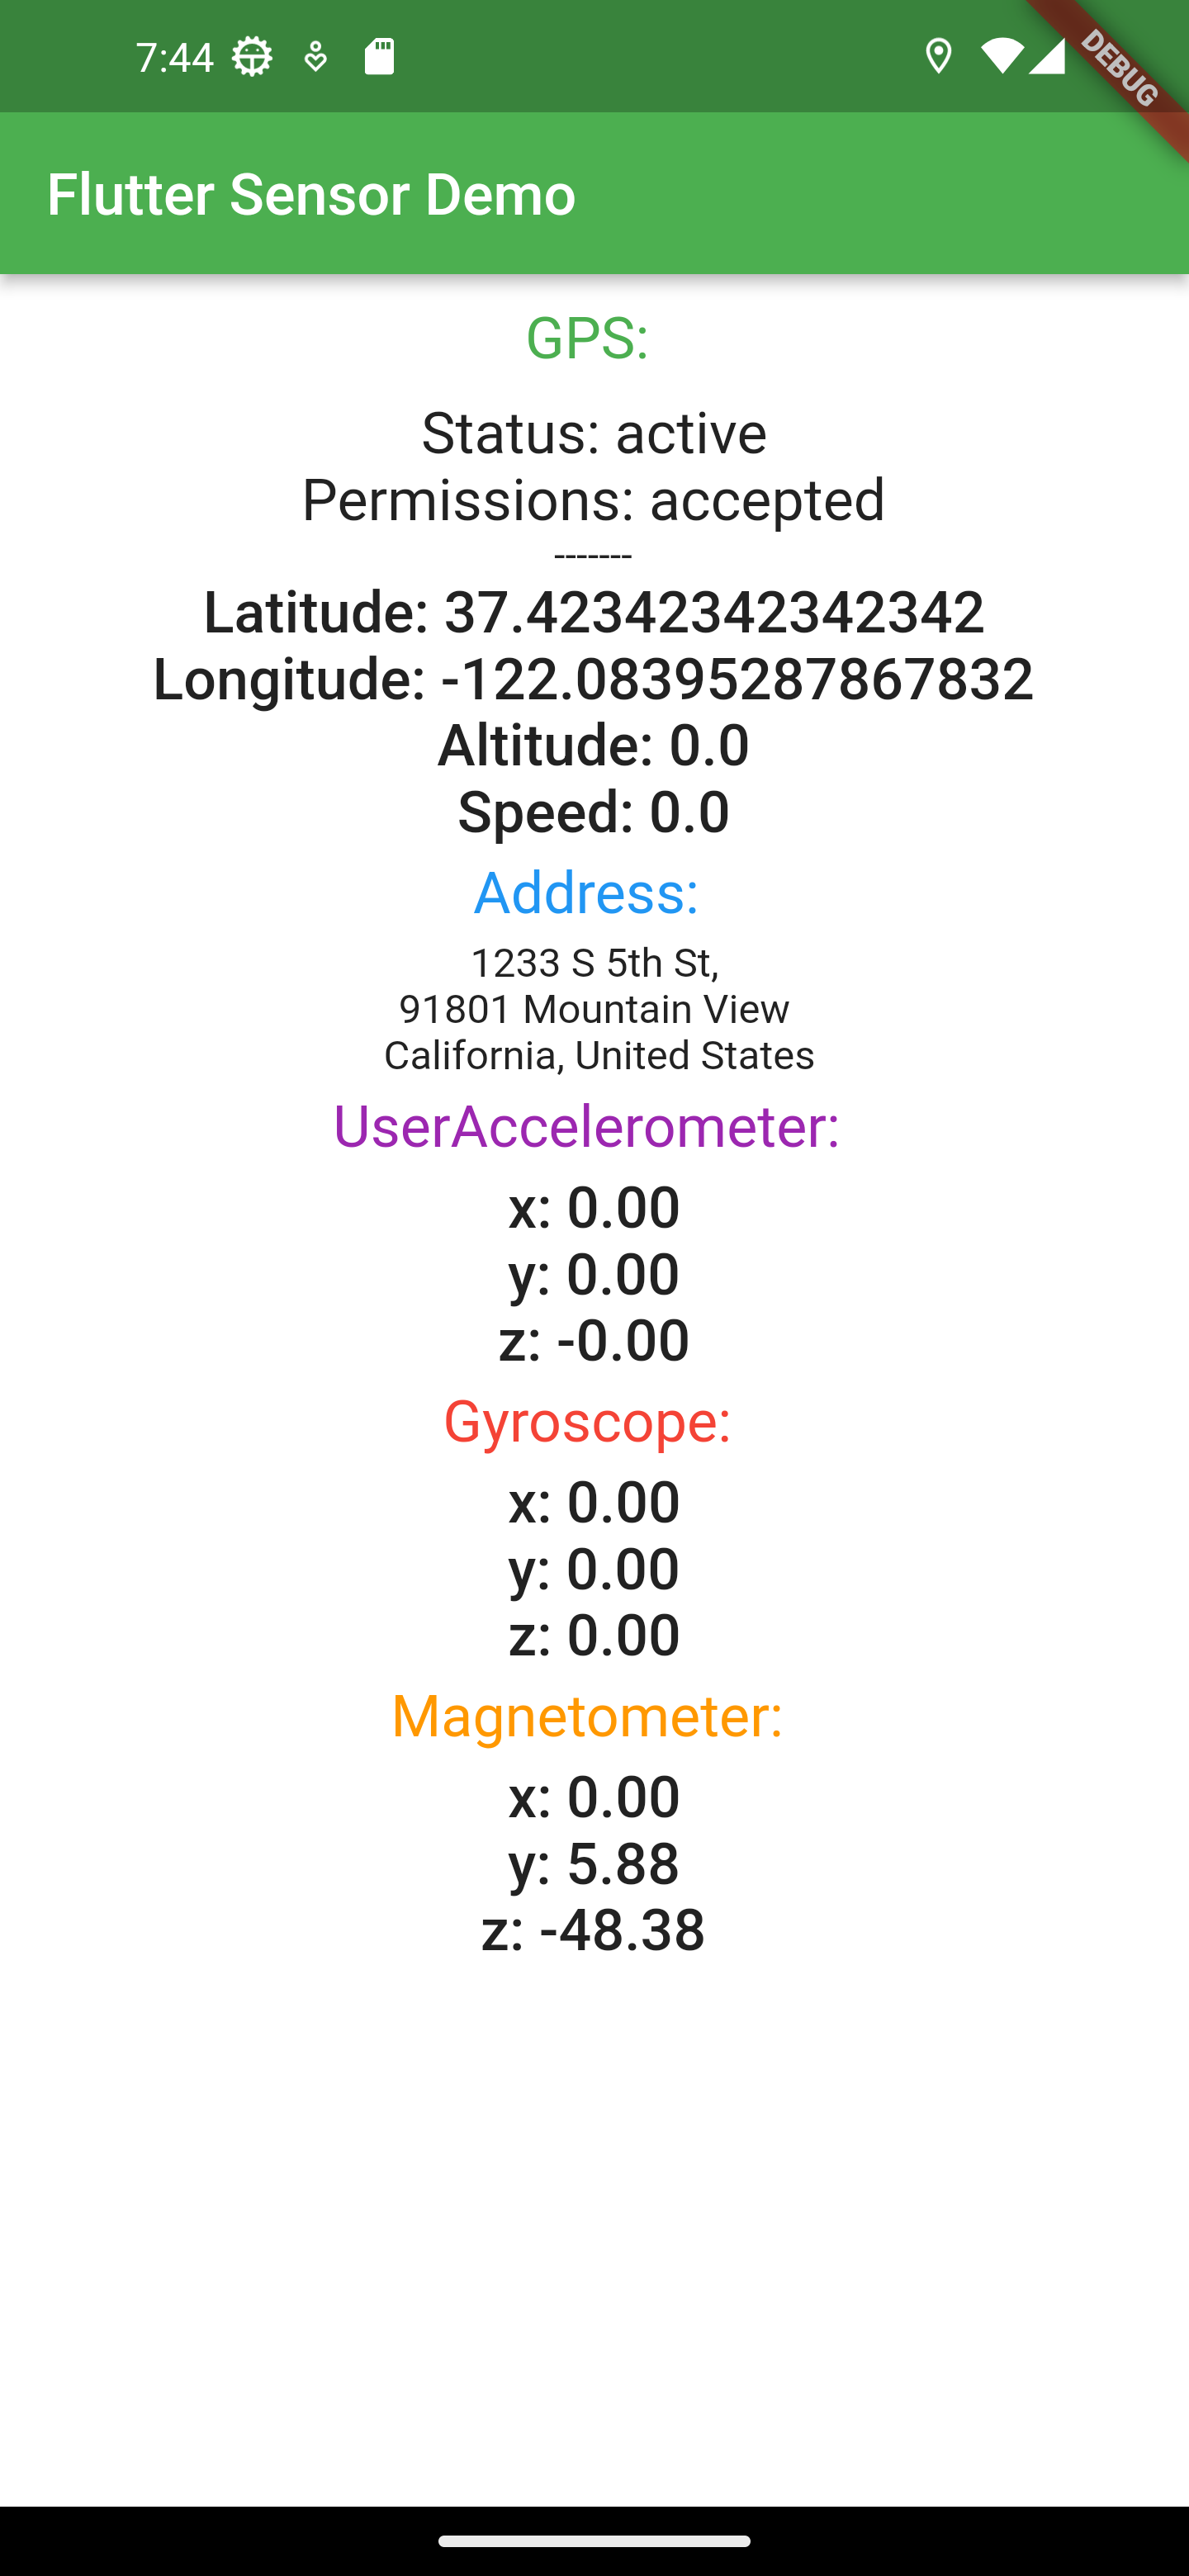 7:44
DEBUG
Flutter Sensor Demo
GPS:
Status: active
Permissions: accepted
-------
Latitude: 37.42342342342342
Longitude: -122.08395287867832
Altitude: 0.0
Speed: 0.0
Address:
1233 S 5th St,
91801 Mountain View
California, United States
UserAccelerometer:
x: 0.00
y: 0.00
z: -0.00
Gyroscope:
x: 0.00
y: 0.00
z: 0.00
Magnetometer:
x: 0.00
y: 5.88
z: -48.38